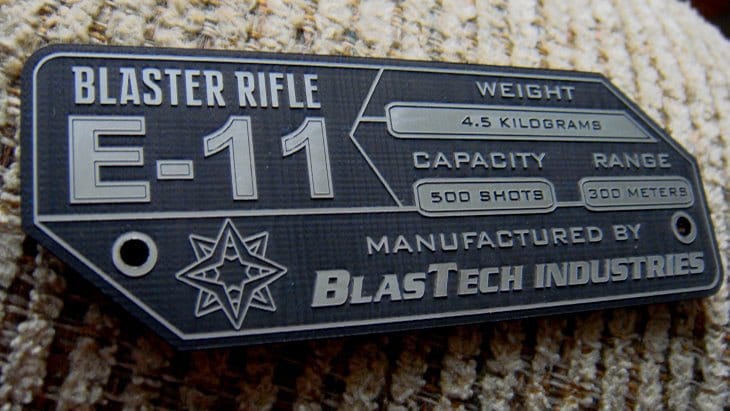 BLASTER RIFLE
E-11
WEIGHT
4.5 KILOGRAMS
CAPACITY
500 SHOTS
RANGE
300 METERS
MANUFACTURED BY
BLASTECH INDUSTRIES